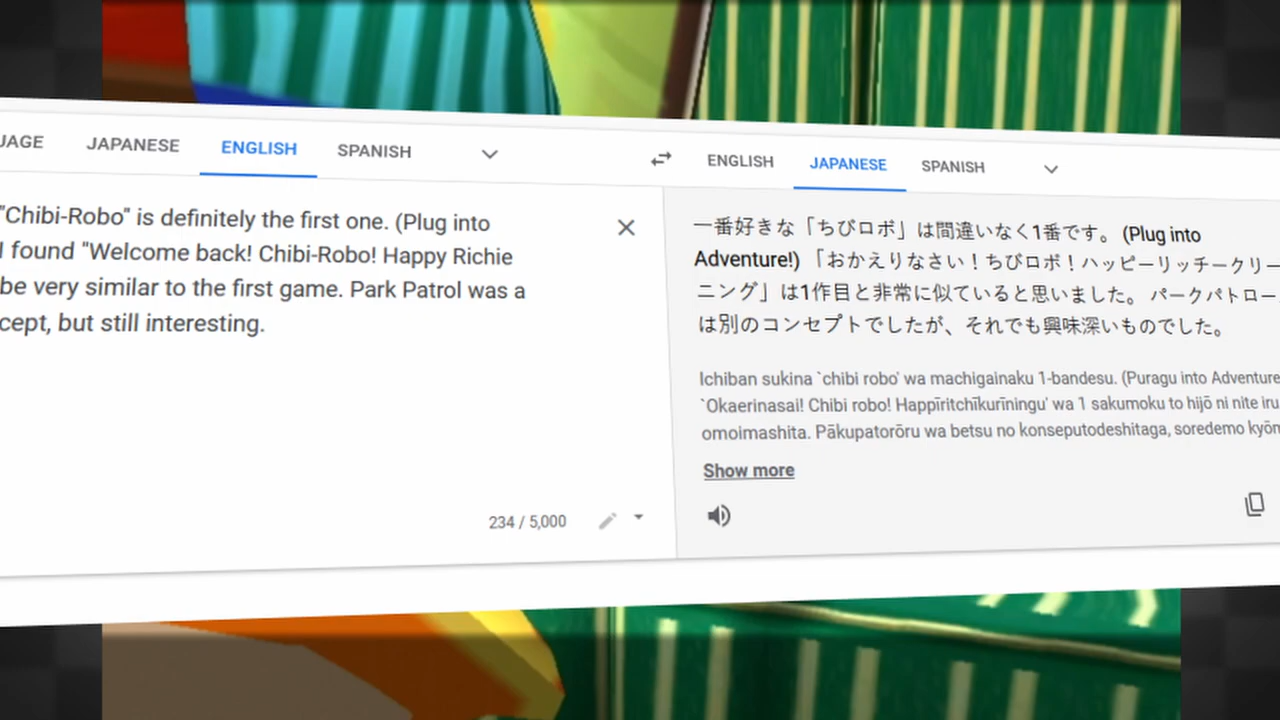 JAPANESE
ENGLISH
SPANISH
"Chibi-Robo" is definitely the first one. (Plug into
I found "Welcome back! Chibi-Robo! Happy Richie
be very similar to the first game. Park Patrol was a
but still interesting.
234 / 5,000
ENGLISH
JAPANESE
SPANISH
一番好きな「ちびロボ」は間違いなく1番です。 (Plug into
Adventure!) 「おかえりなさい！ちびロボ！ハッピーリッチークリー
ニング」は1作目と非常に似ていると思いました。 パークパトロー
は別のコンセプトでしたが、それでも興味深いものでした。
Ichiban sukina `chibi robo' wa machigainaku 1-bandesu. (Puragu into Adventure
`Okaerinasai! Chibi robo! Happīritchīkurīningu' wa 1 sakumoku to hijō ni nite iru
omoimashita. Pākupatorōru wa betsu no konseputodeshitaga, soredemo
Show more